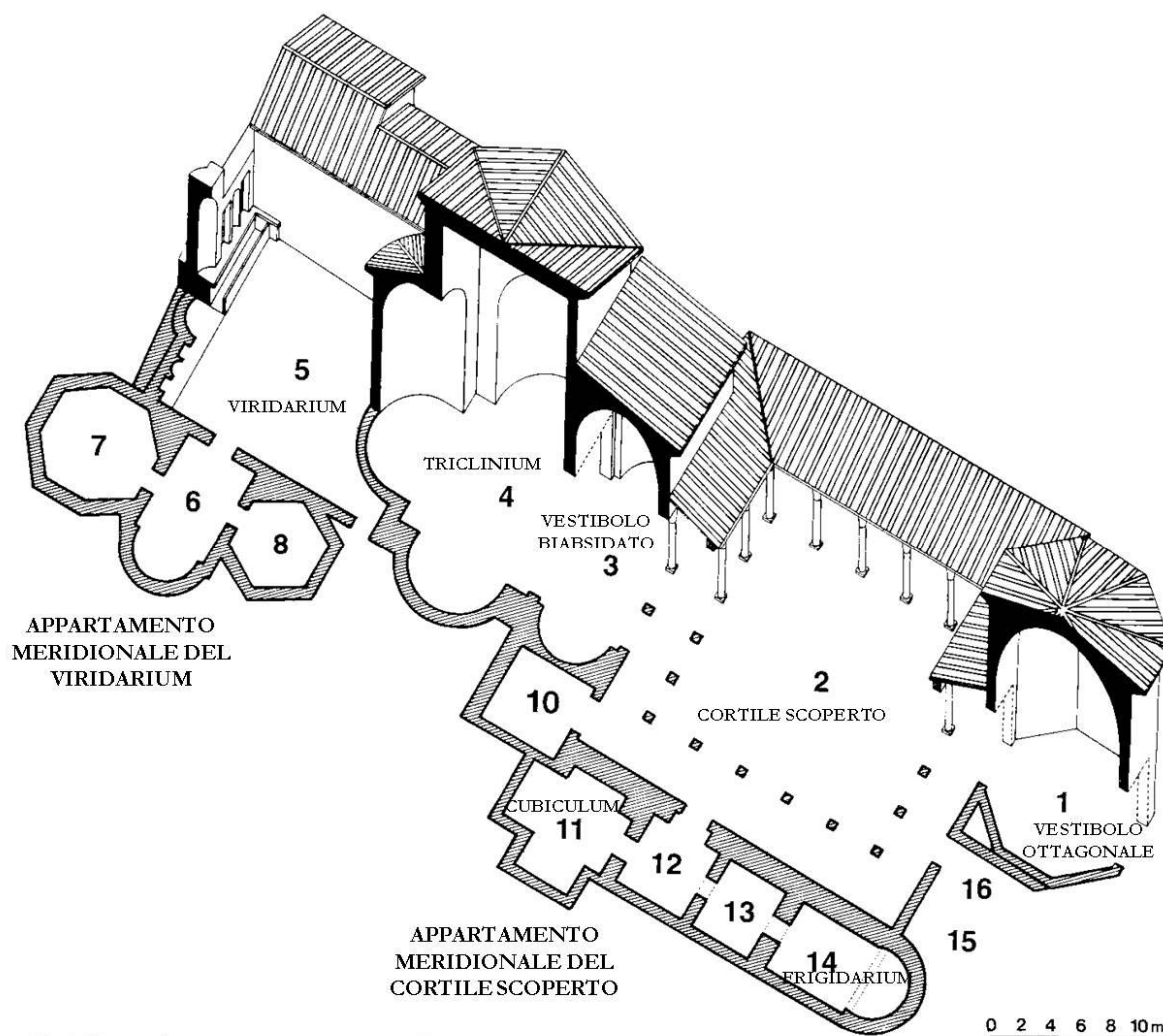 5
VIRIDARIUM
7
6
8
TRICLINIUM
4
VESTIBOLO
BIABSIDATO
3
APPARTAMENTO
MERIDIONALE DEL
VIRIDARIUM
2
CORTILE SCOPERTO
10
CUBICULUM
11
12
13
14
FRIGIDARIUM
1
VESTIBOLO
OTTAGONALE
16
15
APPARTAMENTO
MERIDIONALE DEL
CORTILE SCOPERTO
0 2 4 6 8 10m